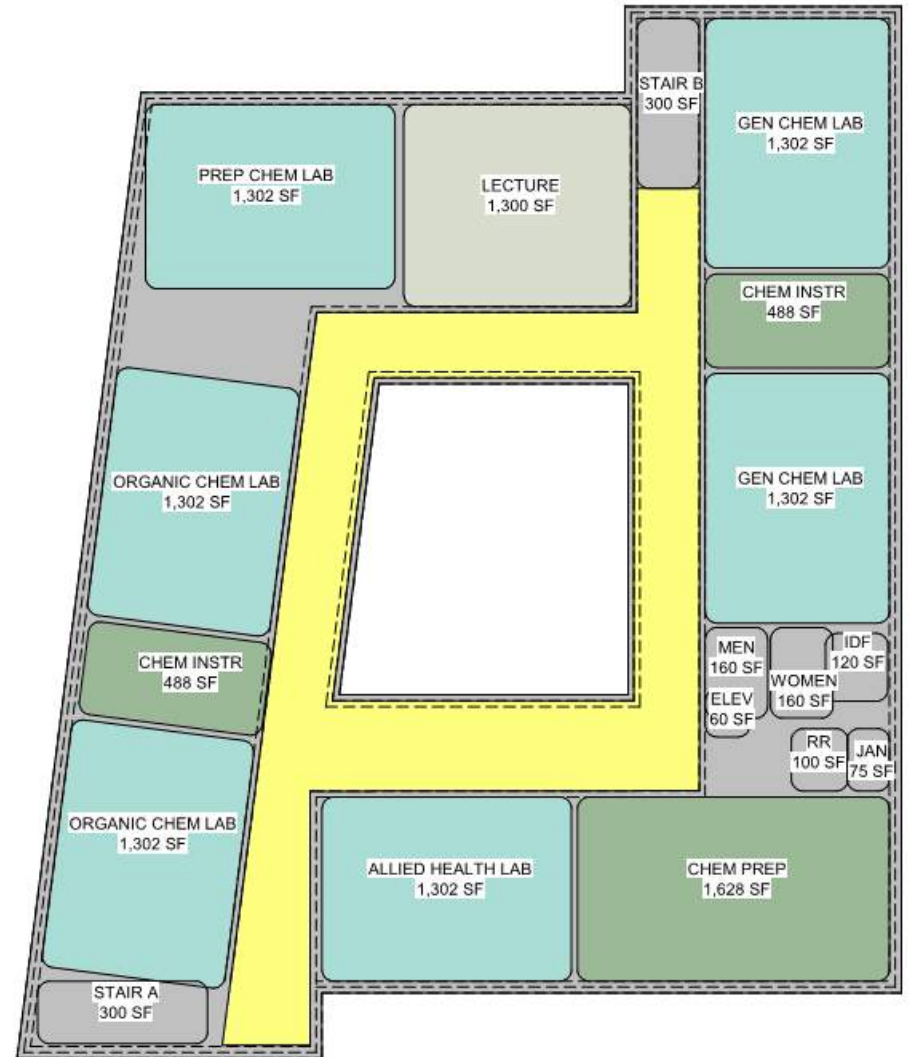 STAIR B
300 SF
GEN CHEM LAB
1,302 SF
PREP CHEM LAB
1,302 SF
LECTURE
1,300 SF
CHEM INSTR
488 SF
ORGANIC CHEM LAB
1,302 SF
GEN CHEM LAB
1,302 SF
CHEM INSTR
488 SF
MEN
160 SF
WOMEN
160 SF
IDF
120 SF
ELEV
60 SF
RR
100 SF
JAN
75 SF
ORGANIC CHEM LAB
1,302 SF
ALLIED HEALTH LAB
1,302 SF
CHEM PREP
1,628 SF
STAIR A
300 SF